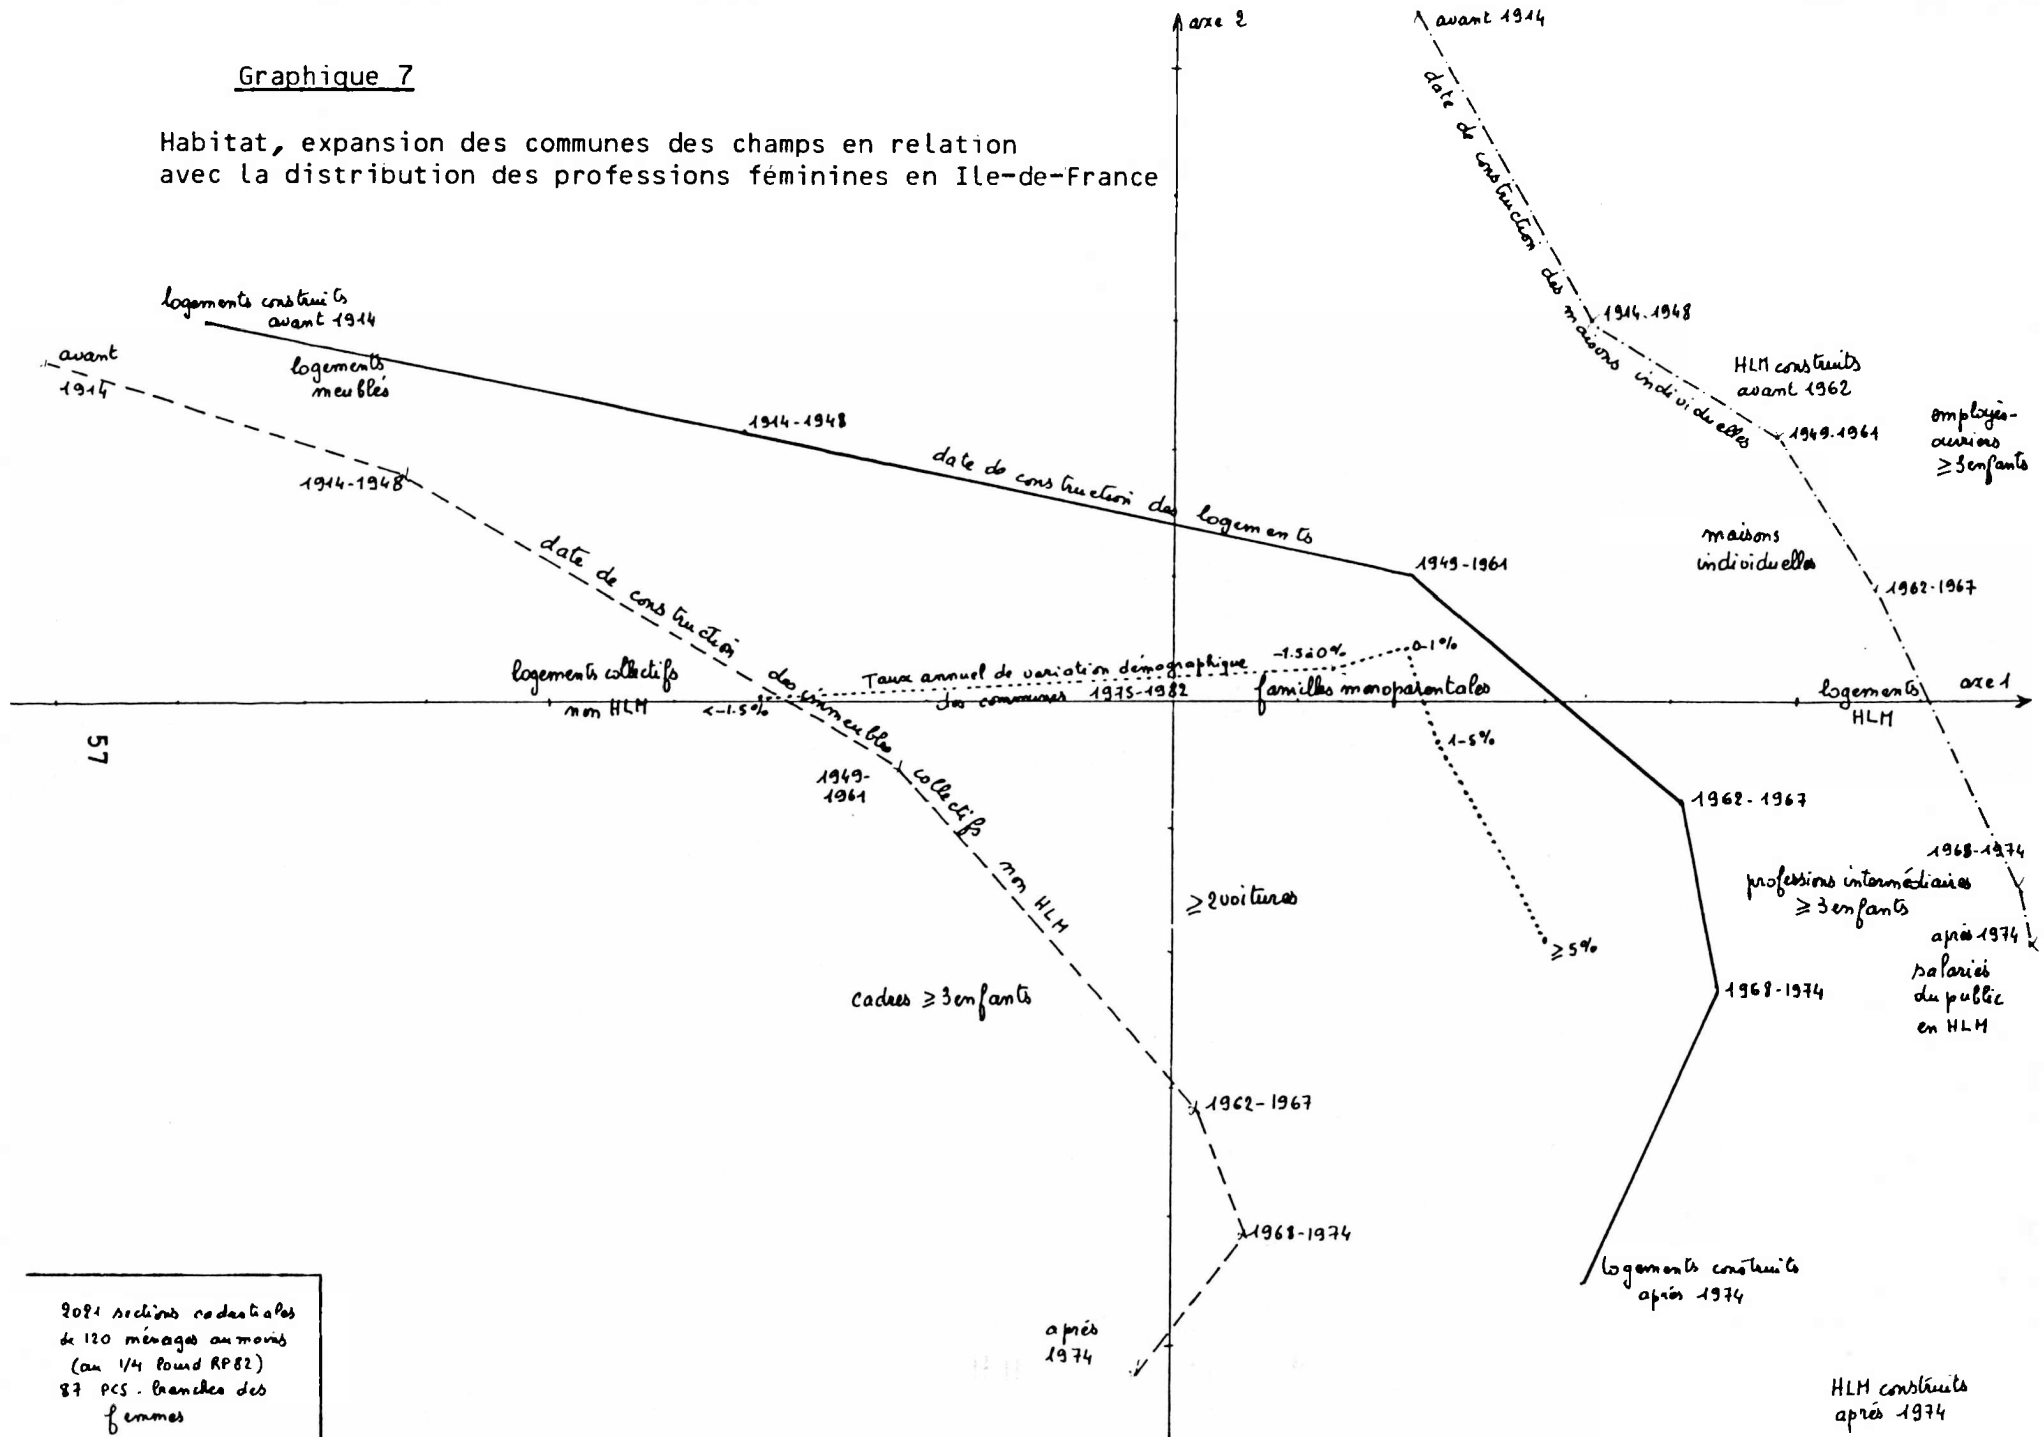 Graphique 7
Habitat, expansion des communes des champs en relation
avec la distribution des professions féminines en Ile-de-France
axe 2
avant 1914
date de construction des maisons individuelles
1914-1948
HLM construits
avant 1962
1949-1961
employés-
ouvriers
≥3enfants
maisons
individuelles
1962-1967
logements
HLM
axe 1
1968-1974
professions intermédiaires
≥3enfants
après 1974
salariés
du public
en HLM
logements construits
avant 1914
logements
meublés
1914-1948
date de construction des logements
1949-1961
1962-1967
1968-1974
logements construits
après 1974
avant
1914
1914-1948
date de construction des immeubles collectifs non HLM
logements collectifs
non HLM
<-1.5%
Taux annuel de variation démographique
des communes 1975-1982
-1.5à0%
0-1%
familles monoparentales
1-5%
≥5%
1949-
1961
≥2voitures
cadres ≥3enfants
1962-1967
1968-1974
après
1974
HLM construits
après 1974
57
2021 sections cadastrales
de 120 ménages au moins
(au 1/4 lourd RP82)
87 PCS. branches des
femmes